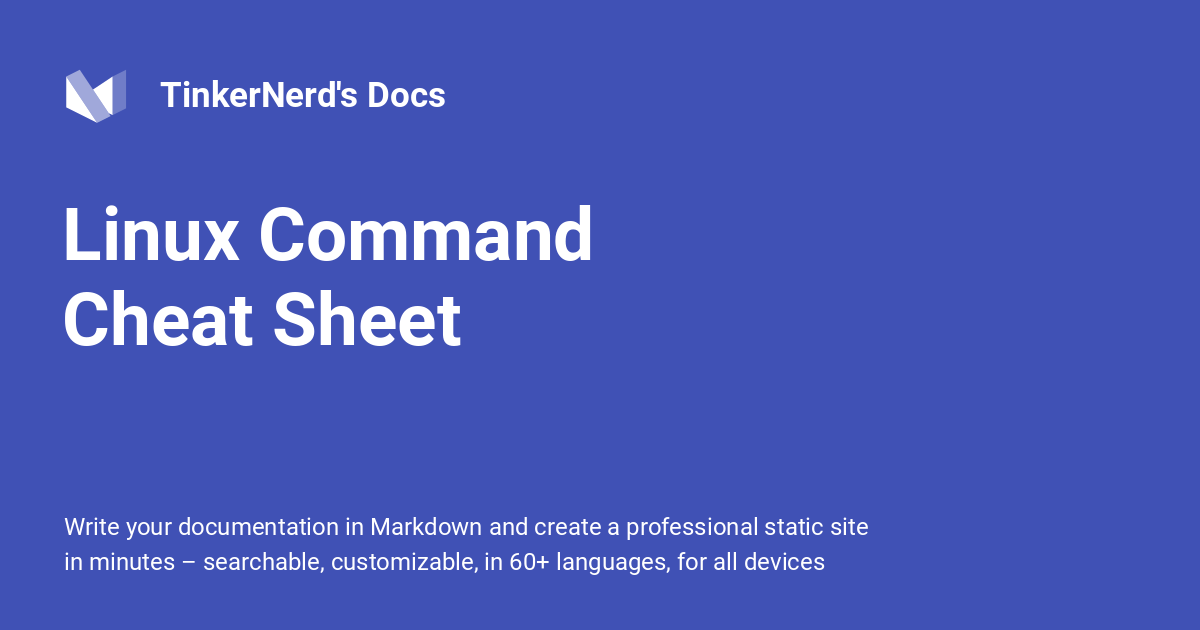 TinkerNerd's Docs
Linux Command
Cheat Sheet
Write your documentation in Markdown and create a professional static site
in minutes – searchable, customizable, in 60+ languages, for all devices